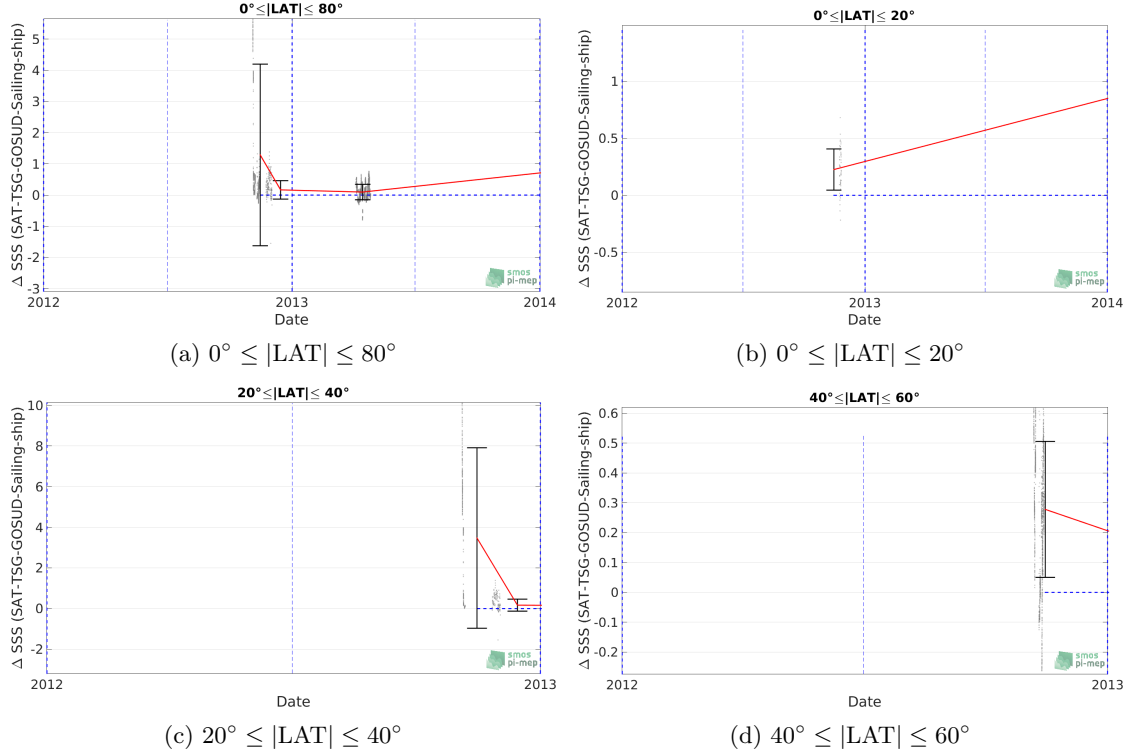 0°≤|LAT|≤ 80°
Δ SSS (SAT-TSG-GOSUD-Sailing-ship)
5
4
3
2
1
0
-1
-2
-3
2012
2013
2014
Date
smos
pi-mep
(a) 0° ≤ |LAT| ≤ 80°
0°≤|LAT|≤ 20°
Δ SSS (SAT-TSG-GOSUD-Sailing-ship)
1
0.5
0
-0.5
2012
2013
2014
Date
smos
pi-mep
(b) 0° ≤ |LAT| ≤ 20°
20°≤|LAT|≤ 40°
Δ SSS (SAT-TSG-GOSUD-Sailing-ship)
10
8
6
4
2
0
-2
2012
2013
Date
smos
pi-mep
(c) 20° ≤ |LAT| ≤ 40°
40°≤|LAT|≤ 60°
Δ SSS (SAT-TSG-GOSUD-Sailing-ship)
0.6
0.5
0.4
0.3
0.2
0.1
0
-0.1
-0.2
2012
2013
Date
smos
pi-mep
(d) 40° ≤ |LAT| ≤ 60°